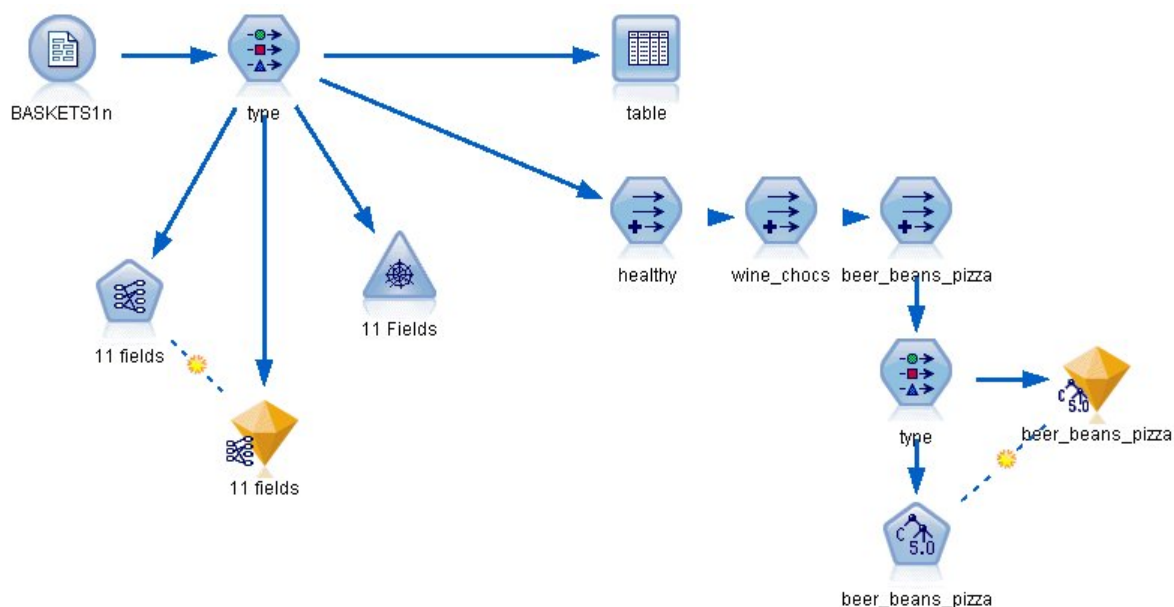 BASKETS1n
type
table
healthy
wine_chocs
beer_beans_pizza
11 fields
11 Fields
11 fields
type
C 5.0
beer_beans_pizza
C 5.0
beer_beans_pizza